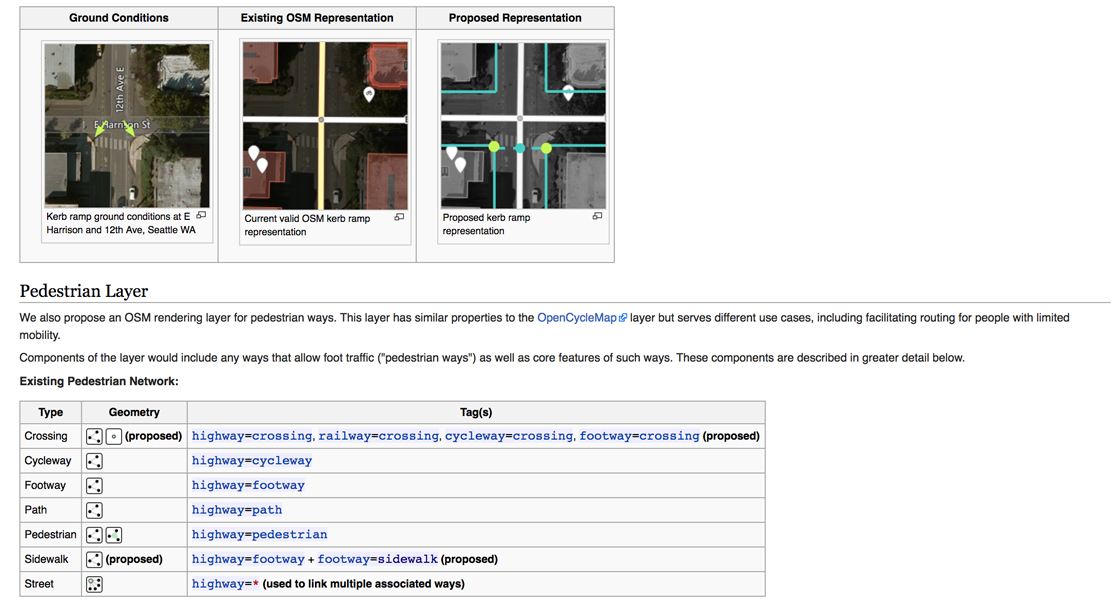 Ground Conditions
Existing OSM Representation
Proposed Representation
12th Ave E
E Harrison St
Kerb ramp ground conditions at E
Harrison and 12th Ave, Seattle WA
Current valid OSM kerb ramp
representation
Proposed kerb ramp
representation
Pedestrian Layer
We also propose an OSM rendering layer for pedestrian ways. This layer has similar properties to the OpenCycleMap layer but serves different use cases, including facilitating routing for people with limited
mobility.
Components of the layer would include any ways that allow foot traffic ("pedestrian ways") as well as core features of such ways. These components are described in greater detail below.
Existing Pedestrian Network:
Type Geometry Tag(s)
Crossing (proposed) highway=crossing, railway=crossing, cycleway=crossing, footway=crossing (proposed)
Cycleway highway=cycleway
Footway highway=footway
Path highway=path
Pedestrian highway=pedestrian
Sidewalk (proposed) highway=footway + footway=sidewalk (proposed)
Street highway=* (used to link multiple associated ways)